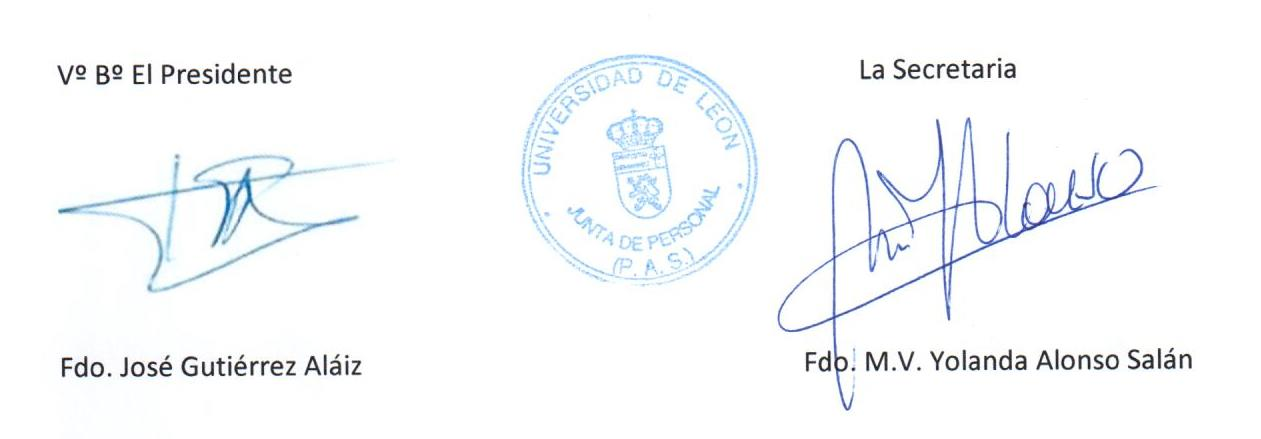 Vº Bº El Presidente
La Secretaria
UNIVERSIDAD DE LEON
JUNTA DE PERSONAL
(P. A. S.)
Alonso
Fdo. José Gutiérrez Aláiz
Fdo. M.V. Yolanda Alonso Salán